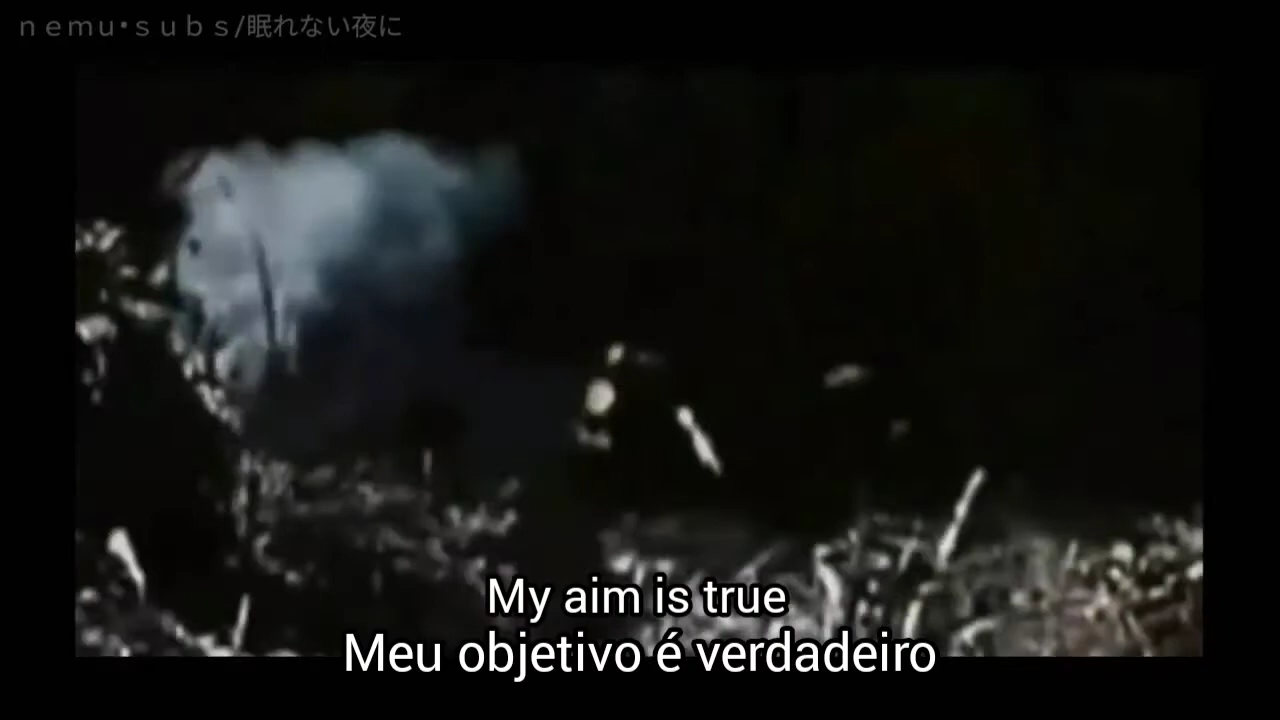 nemu•subs/眠れない夜に
My aim is true
Meu objetivo é verdadeiro